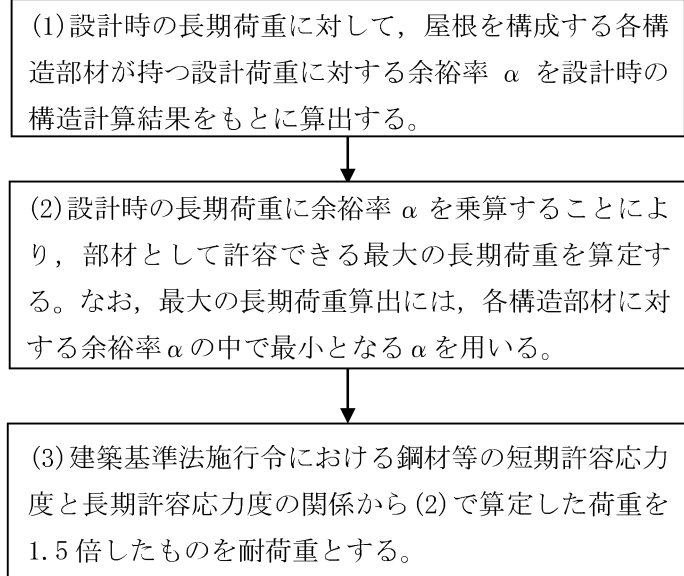 (1)設計時の長期荷重に対して，屋根を構成する各構
造部材が持つ設計荷重に対する余裕率 α を設計時の
構造計算結果をもとに算出する。
(2)設計時の長期荷重に余裕率 α を乗算することによ
り，部材として許容できる最大の長期荷重を算定す
る。なお，最大の長期荷重算出には，各構造部材に対
する余裕率 α の中で最小となる α を用いる。
(3)建築基準法施行令における鋼材等の短期許容応力
度と長期許容応力度の関係から(2)で算定した荷重を
1.5 倍したものを耐荷重とする。